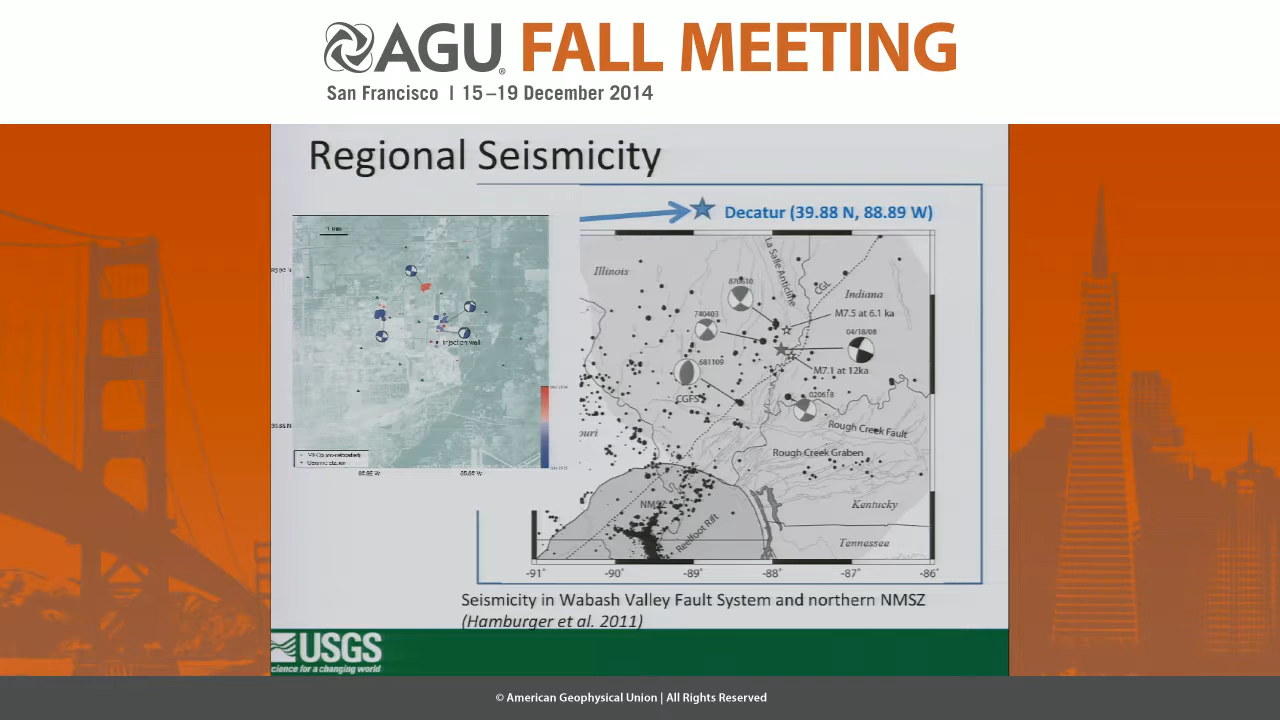 AGU FALL MEETING
San Francisco | 15–19 December 2014
Regional Seismicity
Decatur (39.88 N, 88.89 W)
Illinois
La Salle Anticline
CGL
Indiana
870610
M7.5 at 6.1 ka
740403
04/18/08
681109
M7.1 at 12ka
CGFS
020618
Rough Creek Fault
ouri
Rough Creek Graben
NMSZ
Reelfoot Rift
Kentucky
Tennessee
Injection well
-91° -90° -89° -88° -87° -86°
Seismicity in Wabash Valley Fault System and northern NMSZ
(Hamburger et al. 2011)
USGS
science for a changing world
© American Geophysical Union | All Rights Reserved